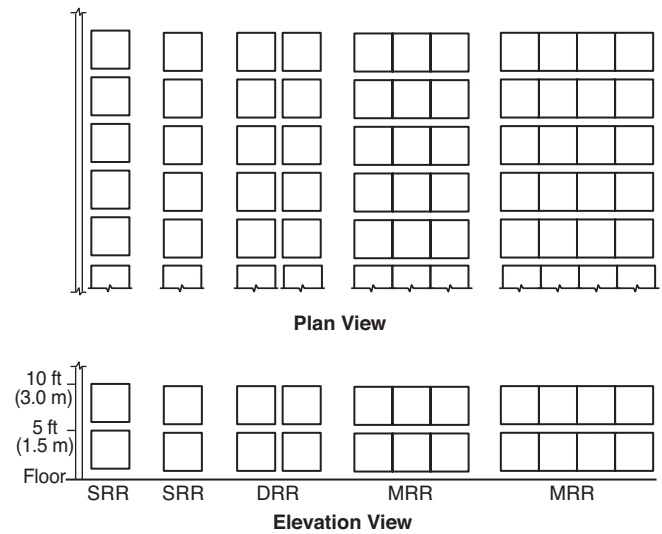 Plan View
10 ft
(3.0 m)
5 ft
(1.5 m)
Floor
SRR SRR DRR MRR MRR
Elevation View